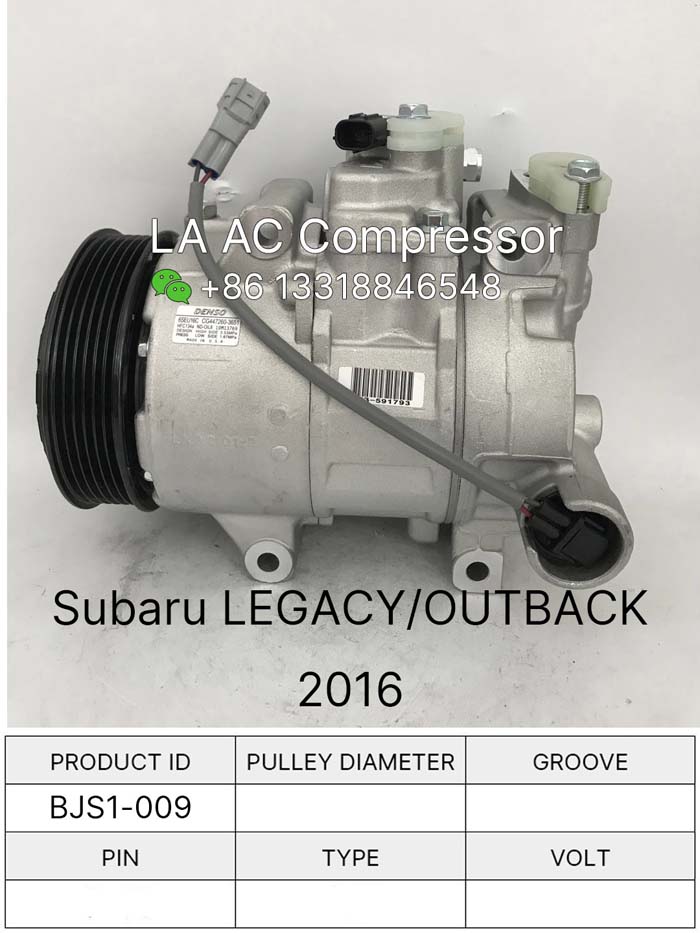 LA AC Compressor
+86 13318846548
DENSO
6SEU16C CG447260-3651
HFC134a ND-OIL8
DESIGN HIGH SIDE 3.53MPa
PRESS. LOW SIDE 1.67MPa
MADE IN U S A
-591793
Subaru LEGACY/OUTBACK
2016
PRODUCT ID PULLEY DIAMETER GROOVE
BJS1-009
PIN TYPE VOLT